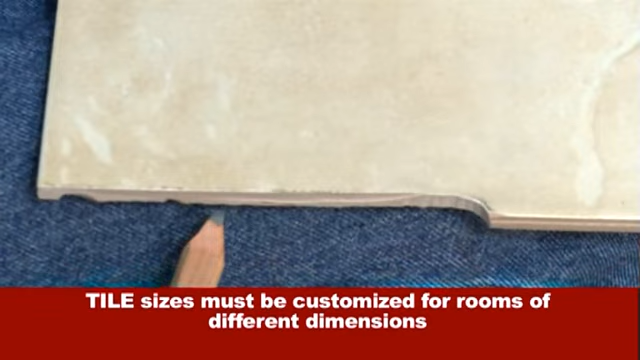 TILE sizes must be customized for rooms of
different dimensions